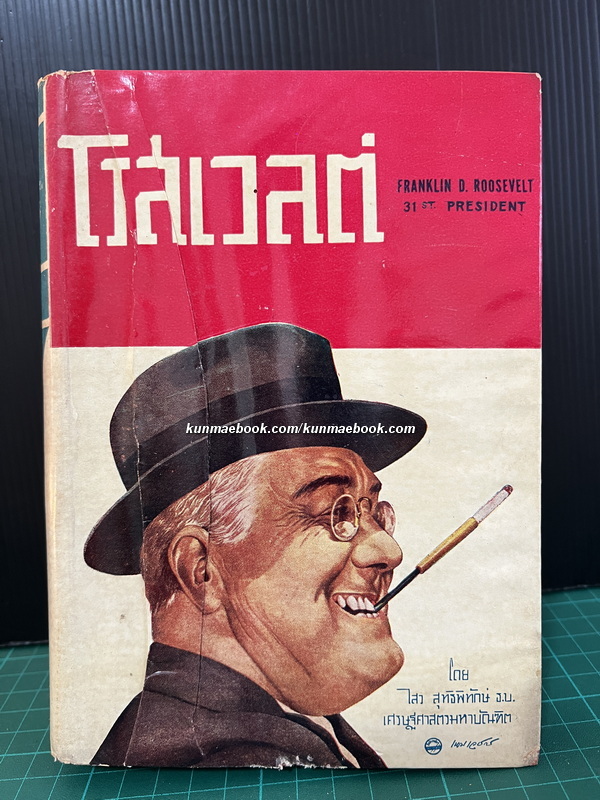 โรสเวลต์
FRANKLIN D. ROOSEVELT
31ST. PRESIDENT
kunmaebook.com/kunmaebook.com
โดย
ไสว สุทธิพิทักษ์ ธ.บ.
เศรษฐศาสตรมหาบัณฑิต